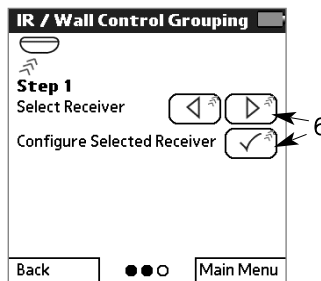 IR / Wall Control Grouping
Step 1
Select Receiver
Configure Selected Receiver
6
Back
Main Menu